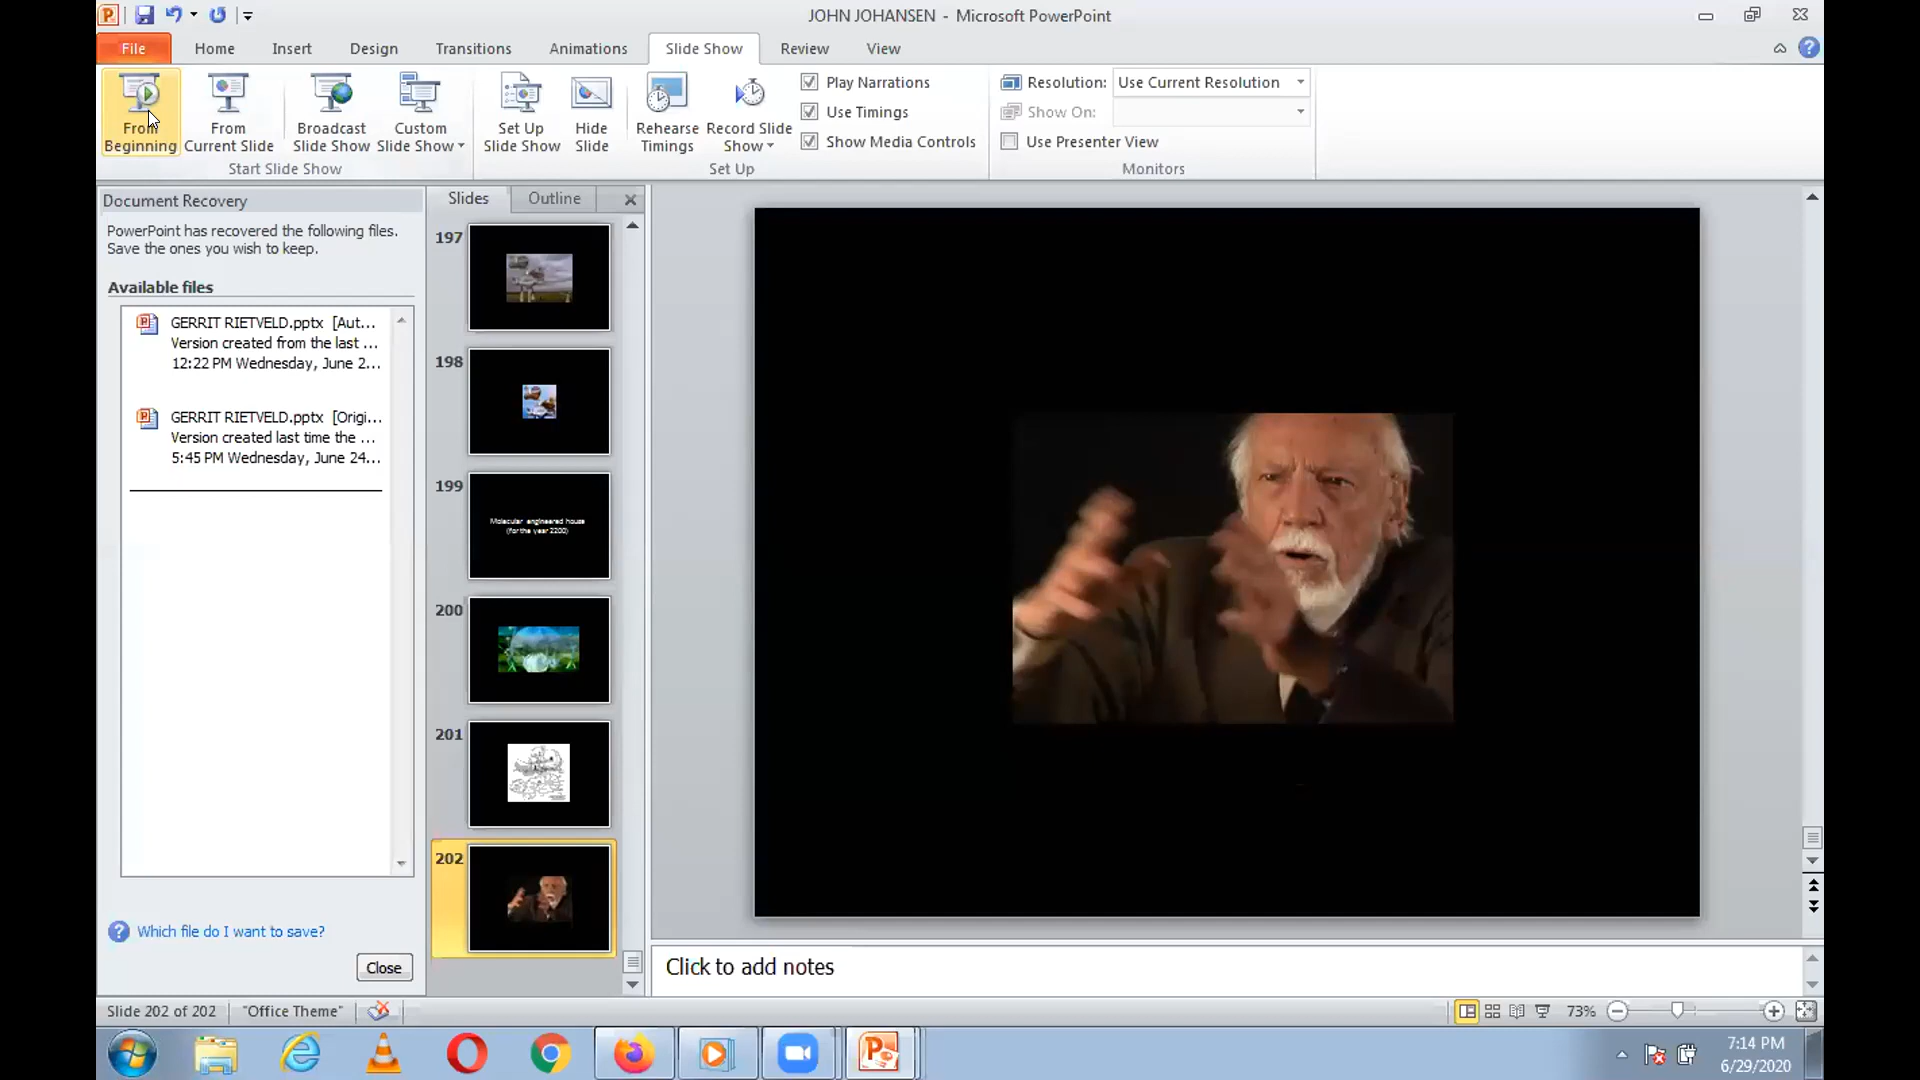 JOHN JOHANSEN - Microsoft PowerPoint
File
Home
Insert
Design
Transitions
Animations
Slide Show
Review
View
From
Beginning
From
Current Slide
Broadcast
Slide Show
Custom
Slide Show
Start Slide Show
Set Up
Slide Show
Hide
Slide
Rehearse
Timings
Record Slide
Show
Play Narrations
Use Timings
Show Media Controls
Set Up
Resolution:
Use Current Resolution
Show On:
Use Presenter View
Monitors
Document Recovery
PowerPoint has recovered the following files.
Save the ones you wish to keep.
Available files
GERRIT RIETVELD.pptx [Aut...
Version created from the last ...
12:22 PM Wednesday, June 2...
GERRIT RIETVELD.pptx [Origi...
Version created last time the ...
5:45 PM Wednesday, June 24...
Which file do I want to save?
Close
Slides
Outline
197
198
199
Molecular engineered house
(for the year 2200)
200
201
202
Click to add notes
Slide 202 of 202
"Office Theme"
73%
7:14 PM
6/29/2020